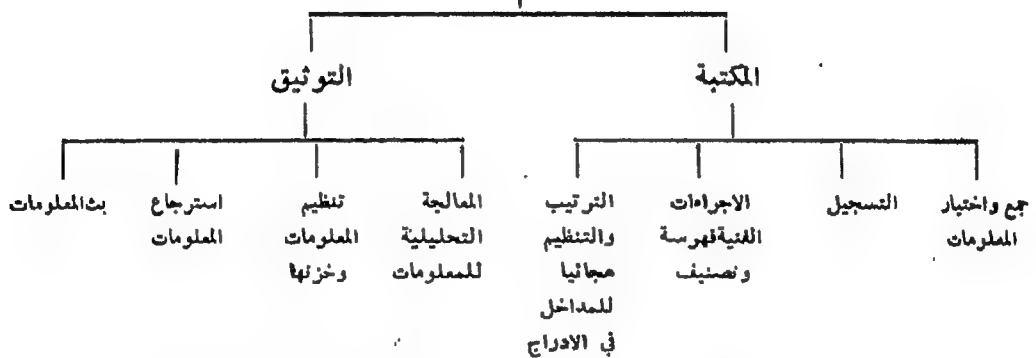 المكتبة
التوثيق
جمع واختيار
المعلومات
التسجيل
الاجراءات
الفنية فهرسة
وتصنيف
الترتيب
والتنظيم
هجائيا
للمداخل
في الادراج
المعالجة
التحليلية
للمعلومات
تنظيم
المعلومات
وخزنها
استرجاع
المعلومات
بث المعلومات